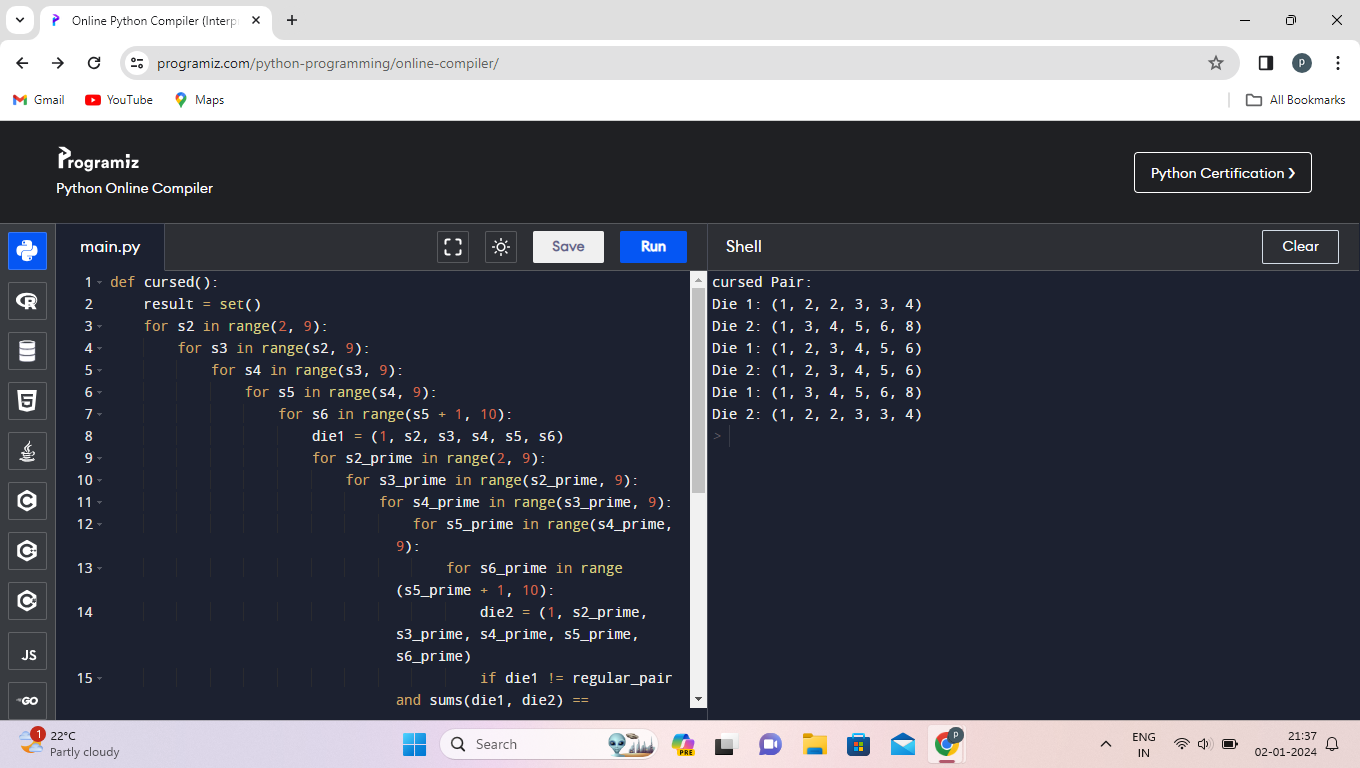 Online Python Compiler (Interp
programiz.com/python-programming/online-compiler/
P
Gmail
YouTube
Maps
All Bookmarks
Programiz
Python Online Compiler
Python Certification ❯
main.py
Save
Run
Shell
Clear
1 def cursed():
2 result = set()
3 for s2 in range(2, 9):
4 for s3 in range(s2, 9):
5 for s4 in range(s3, 9):
6 for s5 in range(s4, 9):
7 for s6 in range(s5 + 1, 10):
8 die1 = (1, s2, s3, s4, s5, s6)
9 for s2_prime in range(2, 9):
10 for s3_prime in range(s2_prime, 9):
11 for s4_prime in range(s3_prime, 9):
12 for s5_prime in range(s4_prime,
9):
13 for s6_prime in range
(s5_prime + 1, 10):
14 die2 = (1, s2_prime,
s3_prime, s4_prime, s5_prime,
s6_prime)
15 if die1 != regular_pair
and sums(die1, die2) ==
cursed Pair:
Die 1: (1, 2, 2, 3, 3, 4)
Die 2: (1, 3, 4, 5, 6, 8)
Die 1: (1, 2, 3, 4, 5, 6)
Die 2: (1, 2, 3, 4, 5, 6)
Die 1: (1, 3, 4, 5, 6, 8)
Die 2: (1, 2, 2, 3, 3, 4)
>
R
5
C
C
C
JS
GO
1
22°C
Partly cloudy
Search
PRE
P
ENG
IN
21:37
02-01-2024